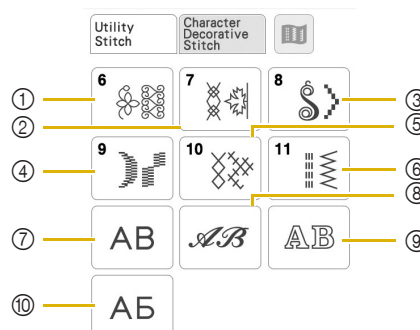 Utility
Stitch
Character
Decorative
Stitch
6 7 8
① ③
② ⑤
9 10 11
④ ⑥
⑧
⑦ AB AB AB ⑨
⑩ АБ